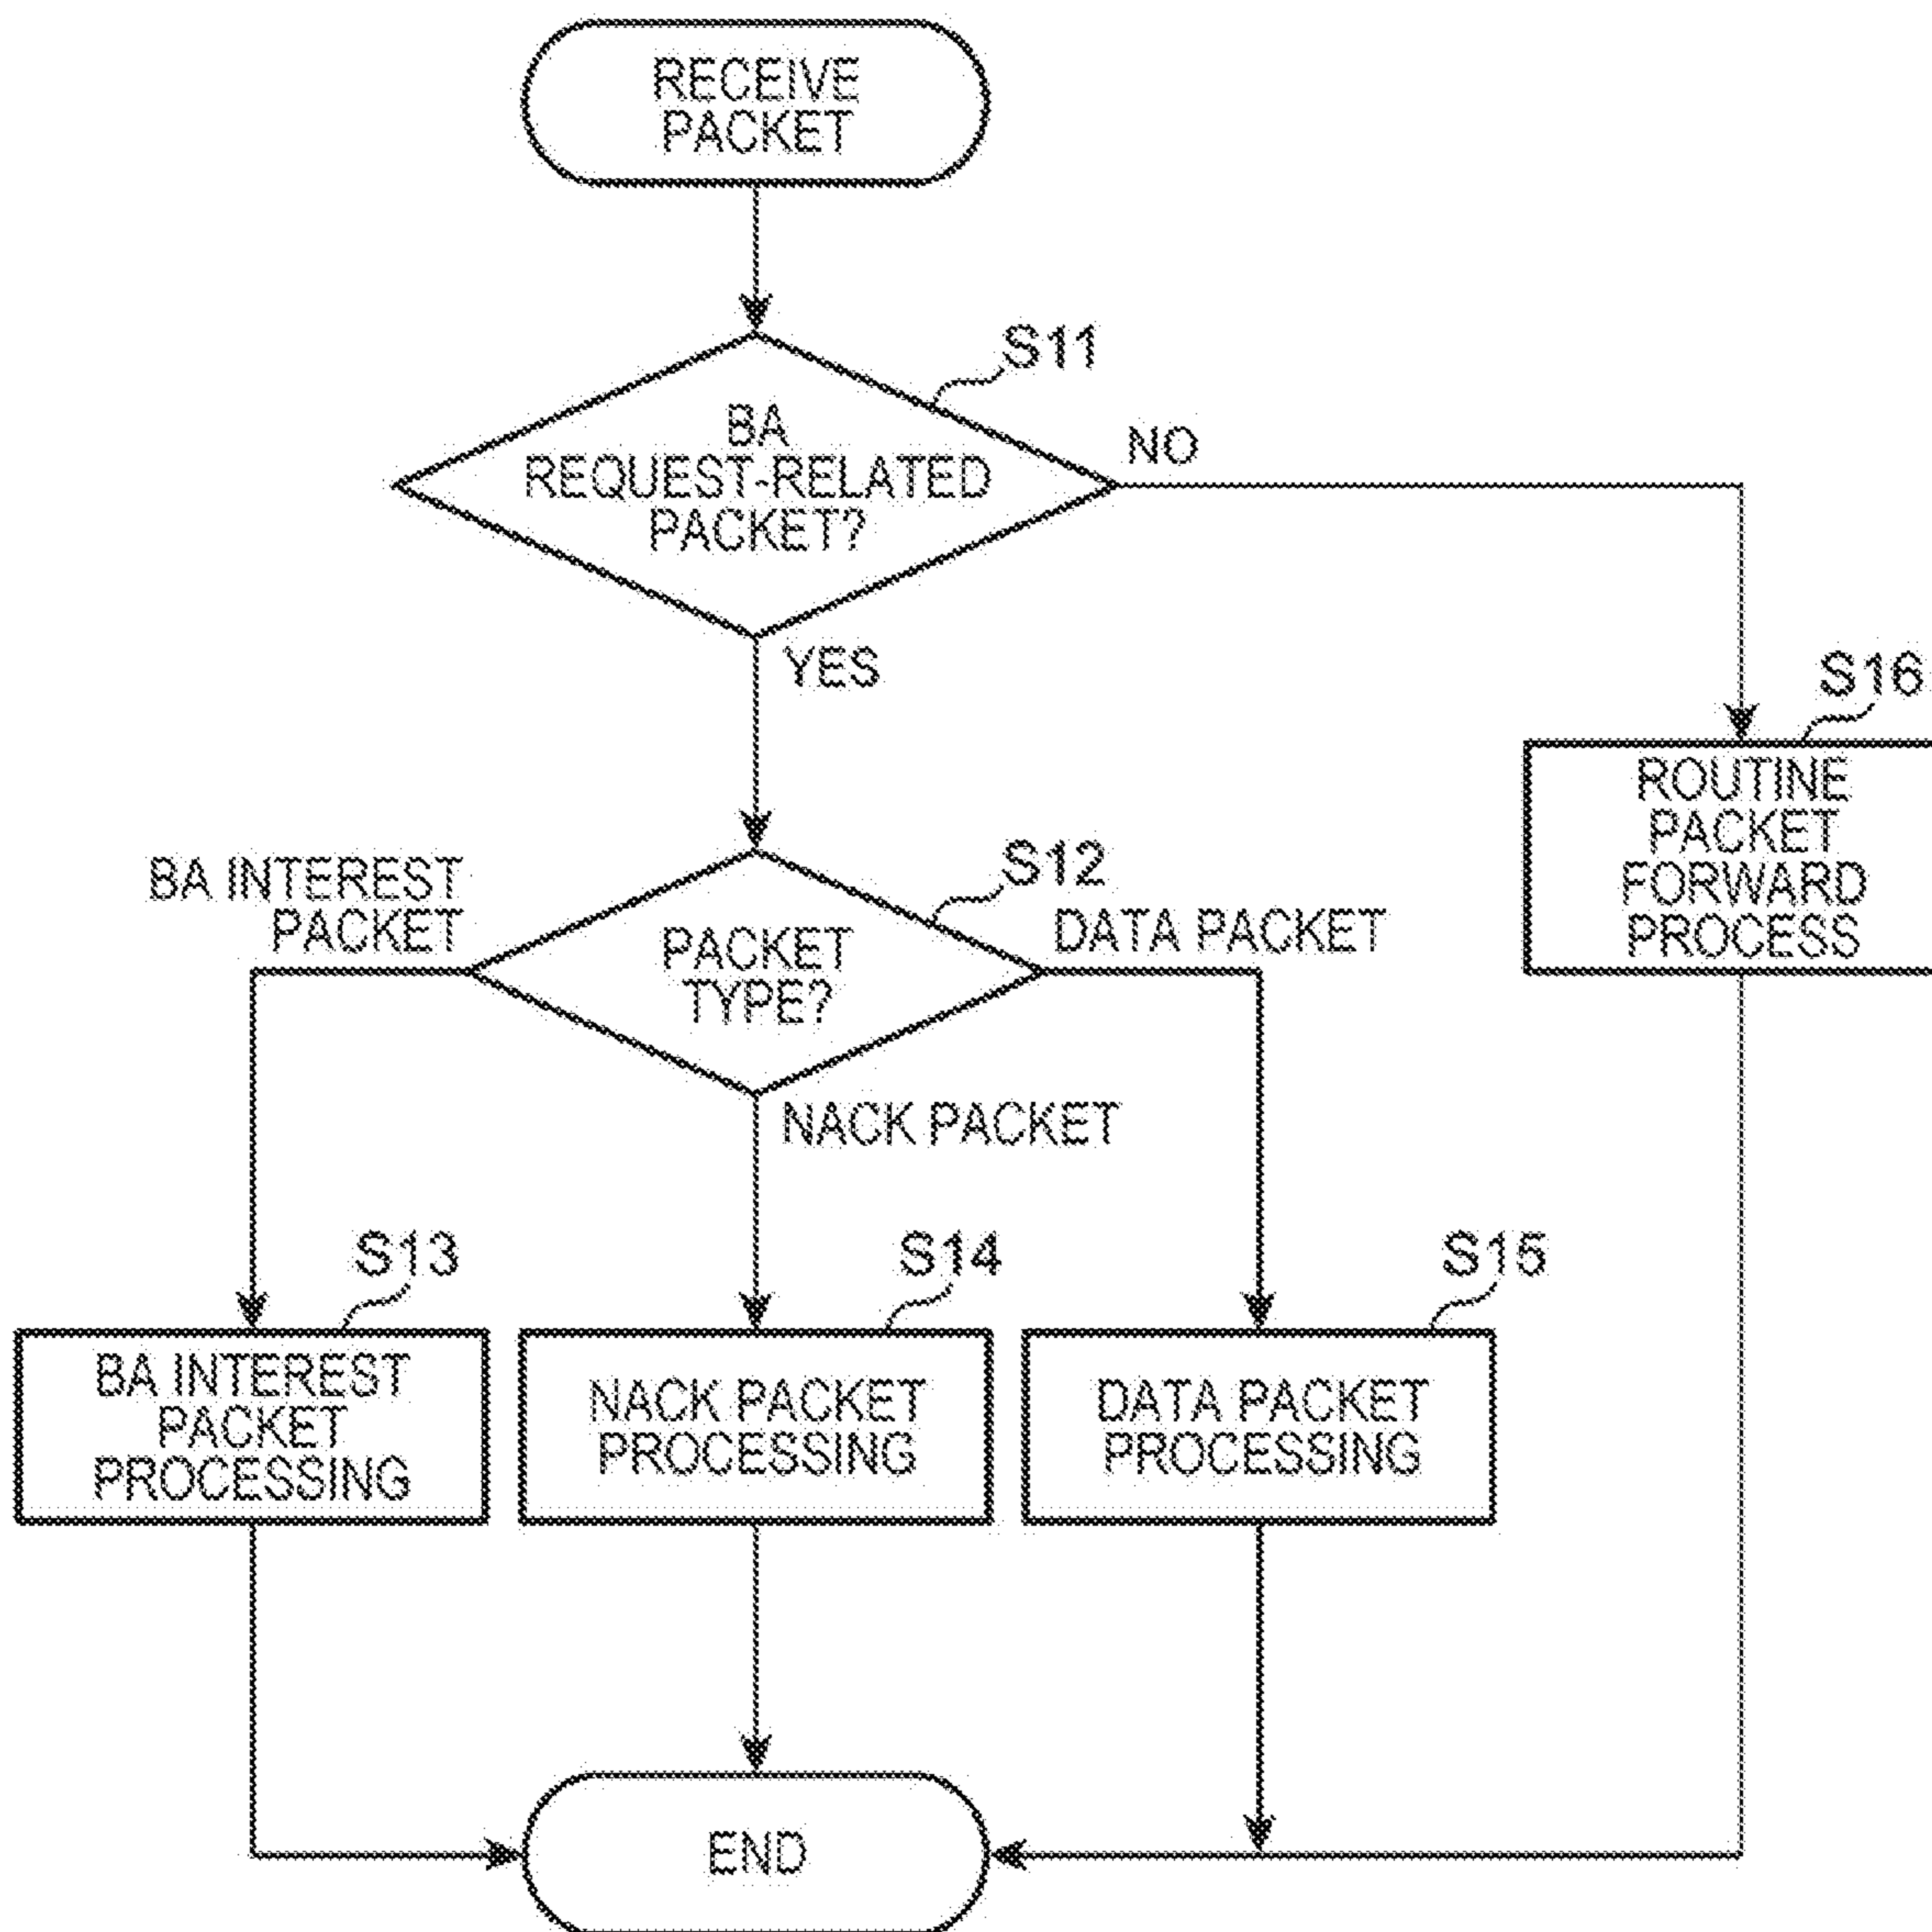 RECEIVE
PACKET
S11
BA
REQUEST-RELATED
PACKET?
NO
YES
S16
ROUTINE
PACKET
FORWARD
PROCESS
S12
BA INTEREST
PACKET
PACKET
TYPE?
DATA PACKET
NACK PACKET
S13
BA INTEREST
PACKET
PROCESSING
S14
NACK PACKET
PROCESSING
S15
DATA PACKET
PROCESSING
END